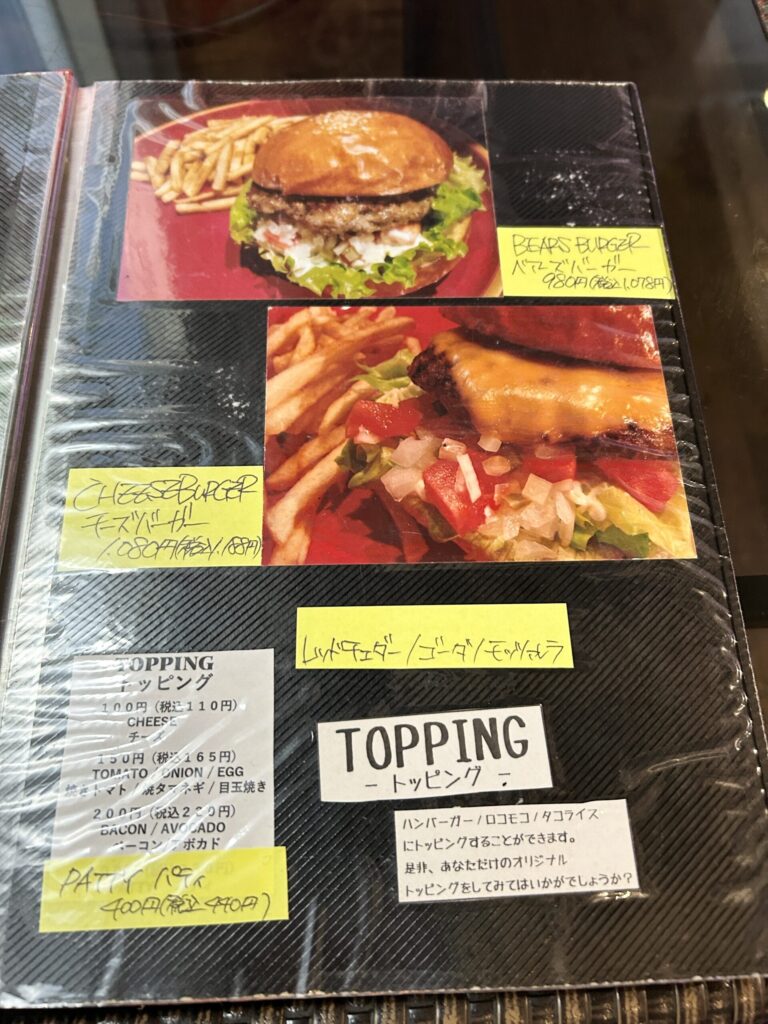 BEARS BURGER
ベアーズバーガー
980円(税込1,078円)
CHEESEBURGER
チーズバーガー
1,080円(税込1,188円)
レッドチェダー/ゴーダ/モッツァレラ
TOPPING
トッピング
100円(税込110円)
CHEESE
チーズ
150円(税込165円)
TOMATO / ONION / EGG
焼きトマト / 焼タマネギ / 目玉焼き
200円(税込220円)
BACON / AVOCADO
ベーコン/アボカド
PATTY パティ
400円(税込440円)
TOPPING
- トッピング -
ハンバーガー/ロコモコ/タコライス
にトッピングすることができます。
是非、あなただけのオリジナル
トッピングをしてみてはいかがでしょうか?